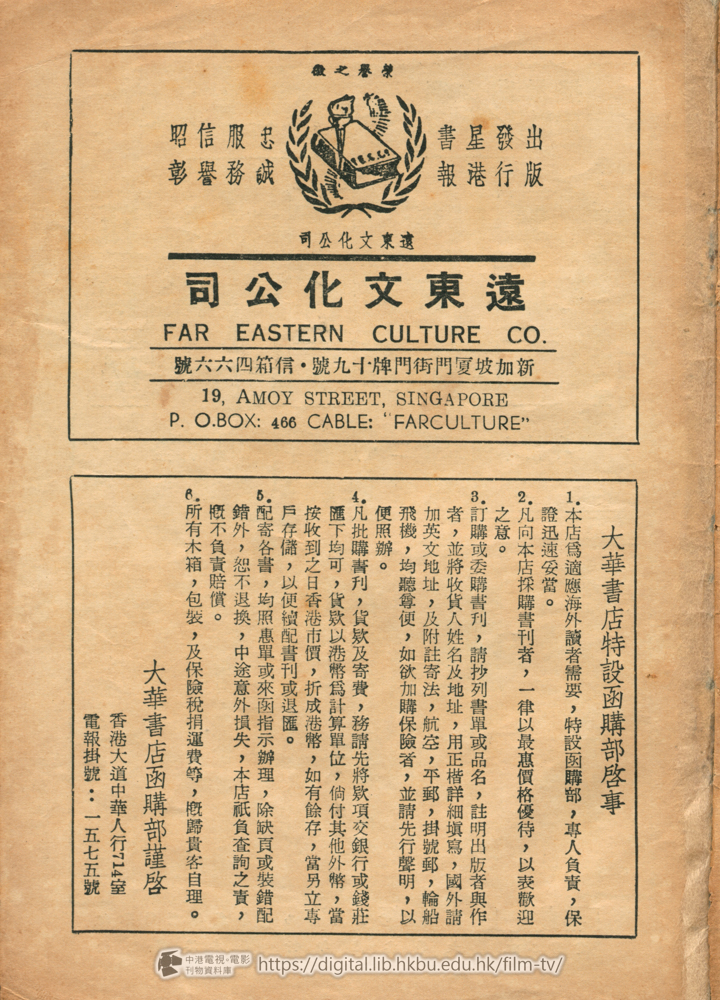 榮譽之徵
出版
發行
星港
書報
忠誠
服務
信譽
昭彰
遠東文化公司
遠東文化公司
FAR EASTERN CULTURE CO.
新加坡厦門街門牌十九號・信箱四六六號
19, AMOY STREET, SINGAPORE
P. O.BOX: 466 CABLE: "FARCULTURE"
大華書店特設函購部啓事
1.本店爲適應海外讀者需要，特設函購部，專人負責，保
證迅速妥當。
2.凡向本店採購書刊者，一律以最惠價格優待，以表歡迎
之意。
3.訂購或委購書刊，請抄列書單或品名，註明出版者與作
者，並將收貨人姓名及地址，用正楷詳細填寫，國外請
加英文地址，及附註寄法，航空，平郵，掛號郵，輪船
飛機，均聽尊便，如欲加購保險者，並請先行聲明，以
便照辦。
4.凡批購書刊，貨欵及寄費，務請先將欵項交銀行或錢莊
匯下均可，貨欵以港幣爲計算單位，倘付其他外幣，當
按收到之日香港市價，折成港幣，如有餘存，當另立專
戶存儲，以便續配書刊或退匯。
5.配寄各書，均照惠單或來函指示辦理，除缺頁或裝錯配
錯外，恕不退換，中途意外損失，本店祇負查詢之責，
概不負責賠償。
6.所有木箱，包裝，及保險稅捐運費等，概歸貴客自理。
大華書店函購部謹啓
香港大道中華人行714室
電報掛號：一五七五號
中港電視・電影
刊物資料庫
https://digital.lib.hkbu.edu.hk/film-tv/